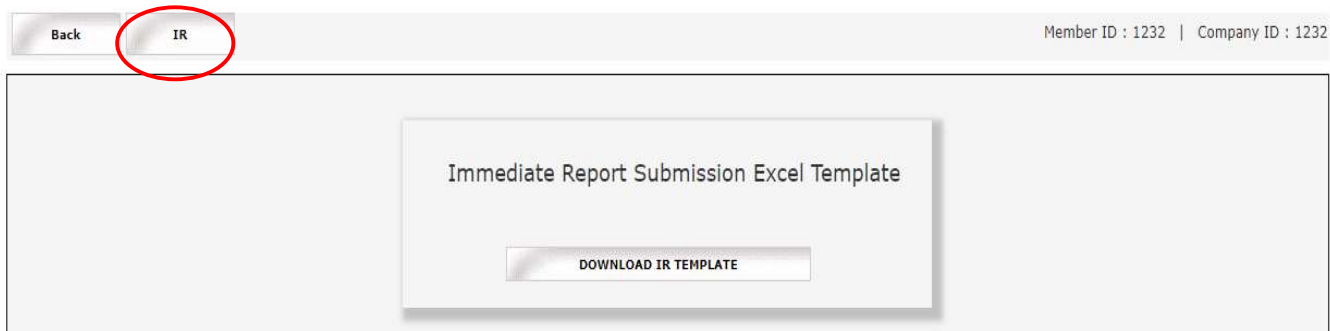 Back IR Member ID : 1232 | Company ID : 1232
Immediate Report Submission Excel Template
DOWNLOAD IR TEMPLATE